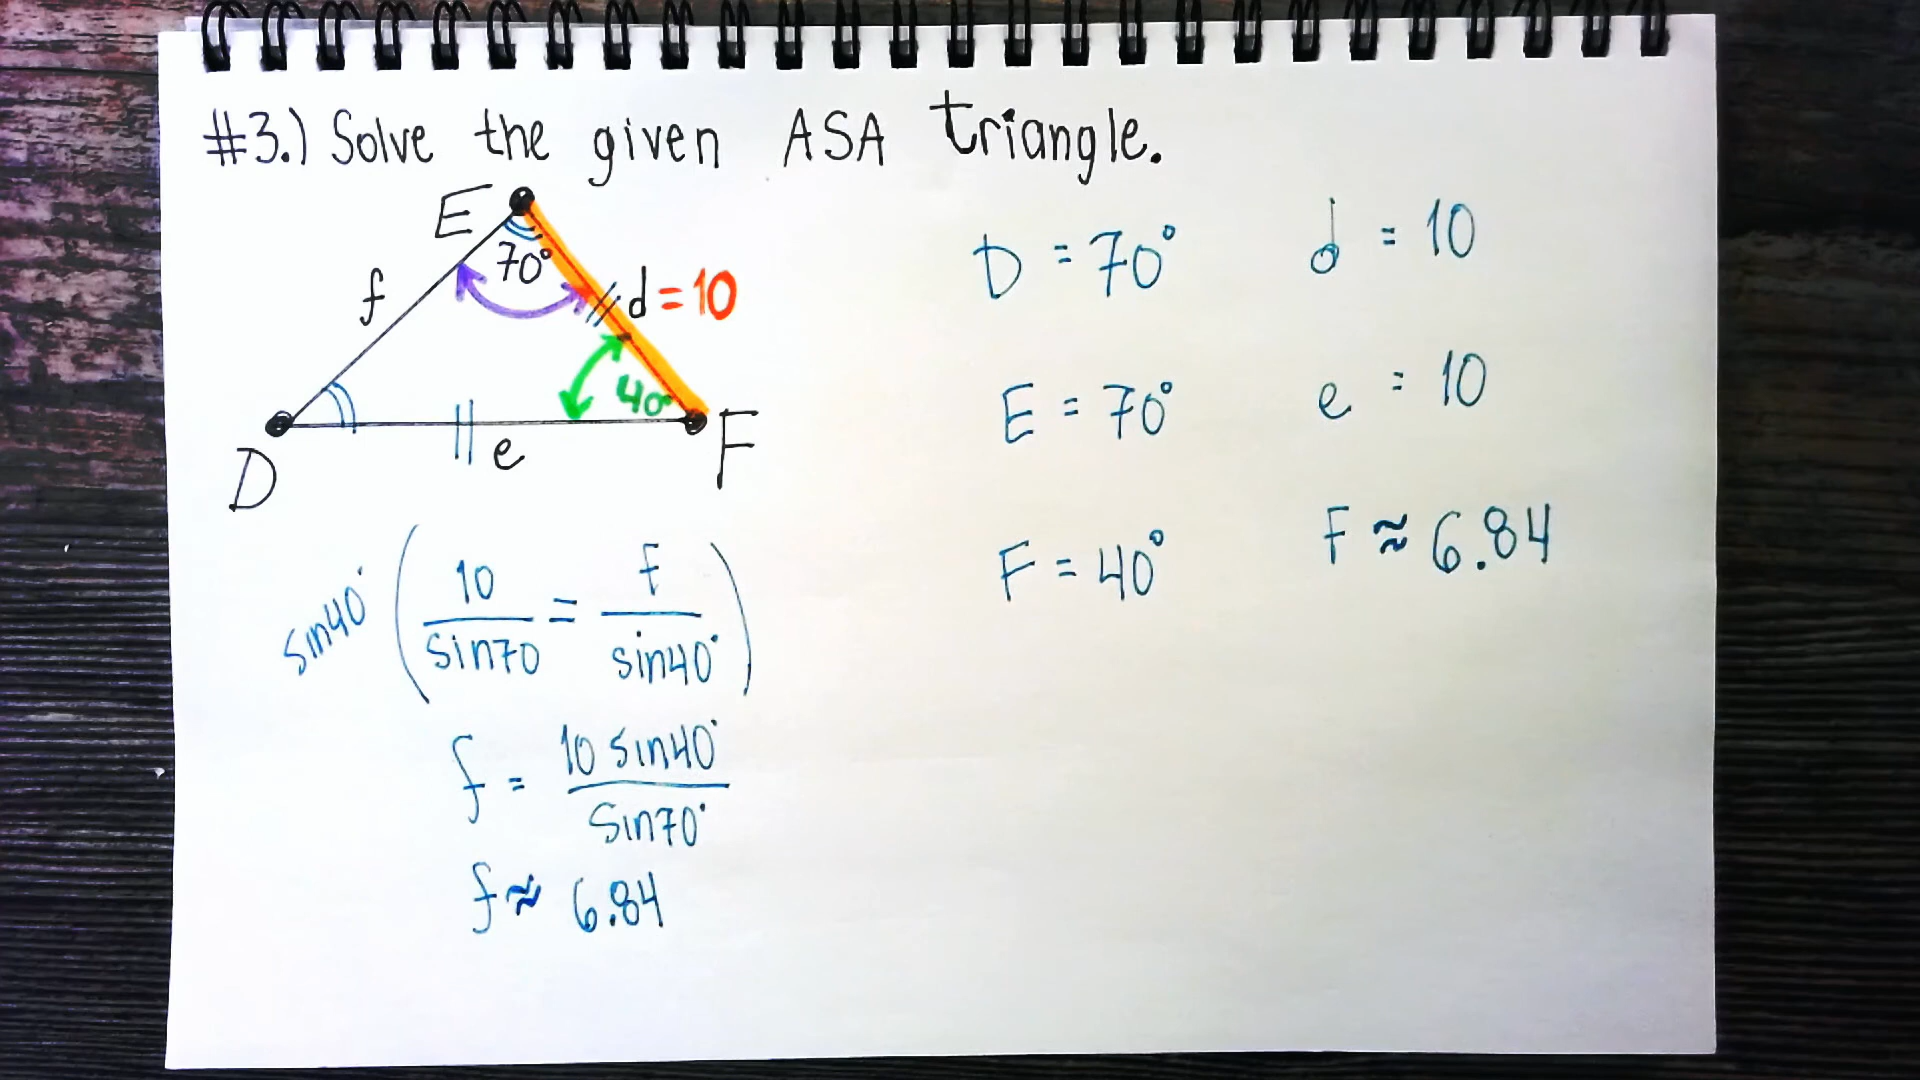 #3.) Solve the given ASA triangle.
E
70°
f
d = 10
40°
D
e
F
D = 70°
d = 10
E = 70°
e = 10
F = 40°
F ≈ 6.84
sin40° ( 10/sin70 = f/sin40° )
f = 10 sin40°/sin70°
f ≈ 6.84